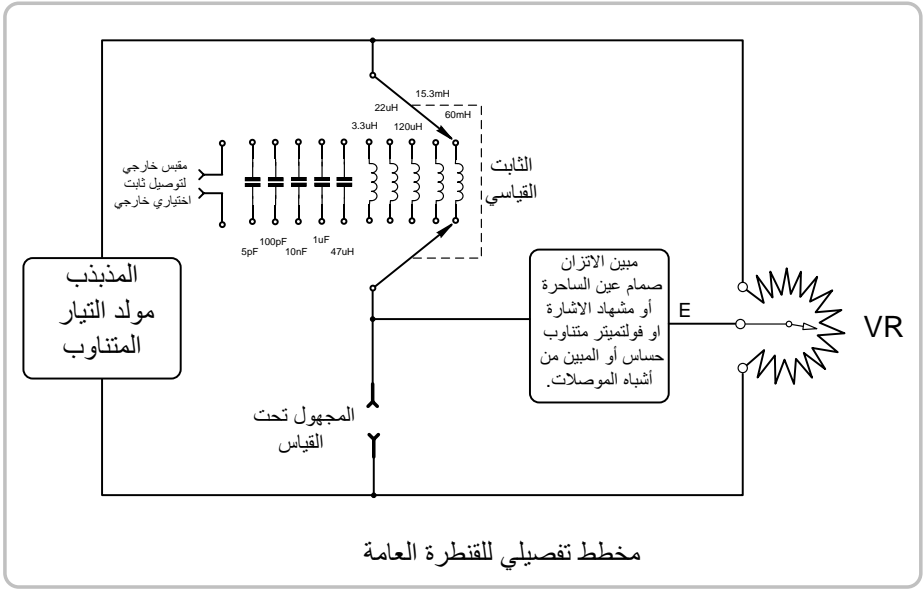 15.3mH
22uH
60mH
3.3uH
120uH
الثابت
القياسي
مقبس خارجي
لتوصيل ثابت
اختياري خارجي
5pF
100pF
10nF
1uF
47uH
المذبذب
مولد التيار
المتناوب
مبين الاتزان
صمام عين الساحرة
أو مشهاد الاشارة
او فولتميتر متناوب
حساس أو المبين من
أشباه الموصلات.
E
VR
المجهول تحت
القياس
مخطط تفصيلي للقنطرة العامة